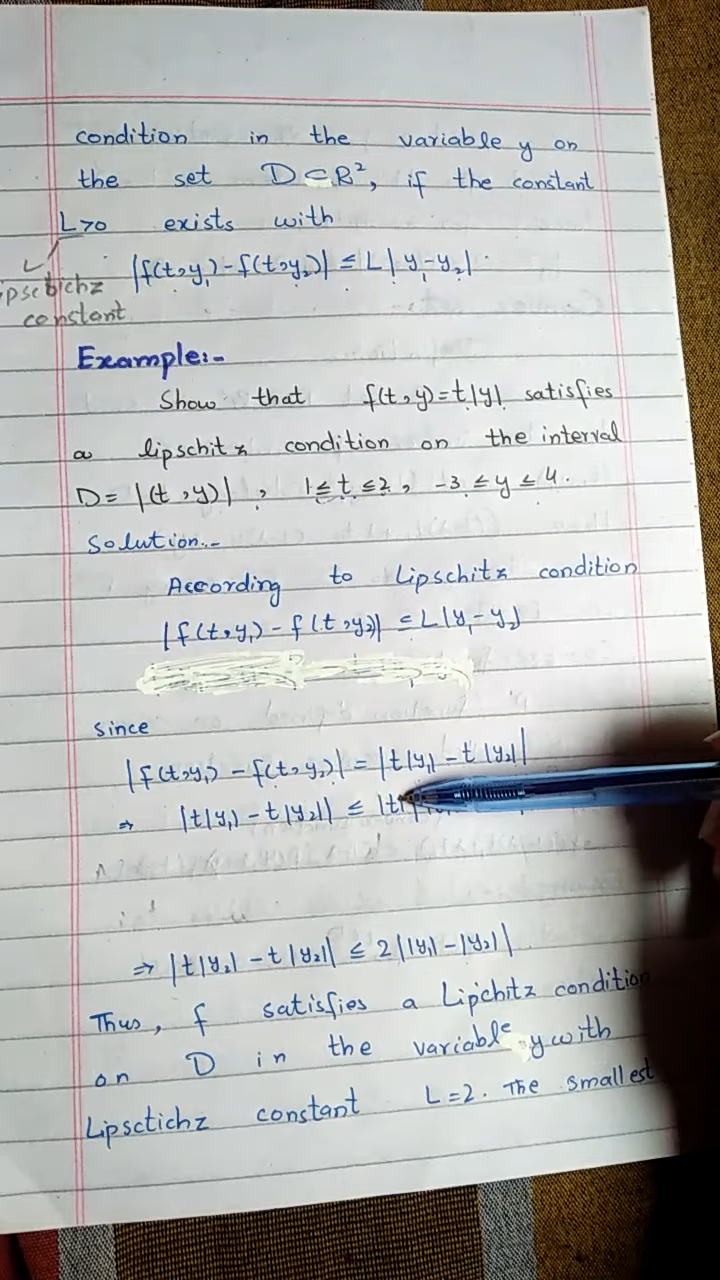 condition in the variable y on
the set D⊂R², if the constant
L>0 exists with
|f(t,y₁)-f(t,y₂)| ≤ L|y₁-y₂|.
constant
Example:-
Show that f(t,y)=t|y| satisfies
a lipschitz condition on the interval
D= |(t,y)|, 1≤t≤2, -3≤y≤4.
Solution:-
According to Lipschitz condition
|f(t,y₁)-f(t,y₂)| ≤L|y₁-y₂|
since
|f(t,y₁)-f(t,y₂)|=|t|y₁|-t|y₂||
⇒ |t|y₁|-t|y₂|| ≤ |t|
⇒ |t|y₂|-t|y₂|| ≤ 2||y₁|-|y₂||
Thus, f satisfies a Lipchitz condition
on D in the variable y with
Lipsctichz constant L=2. The smallest